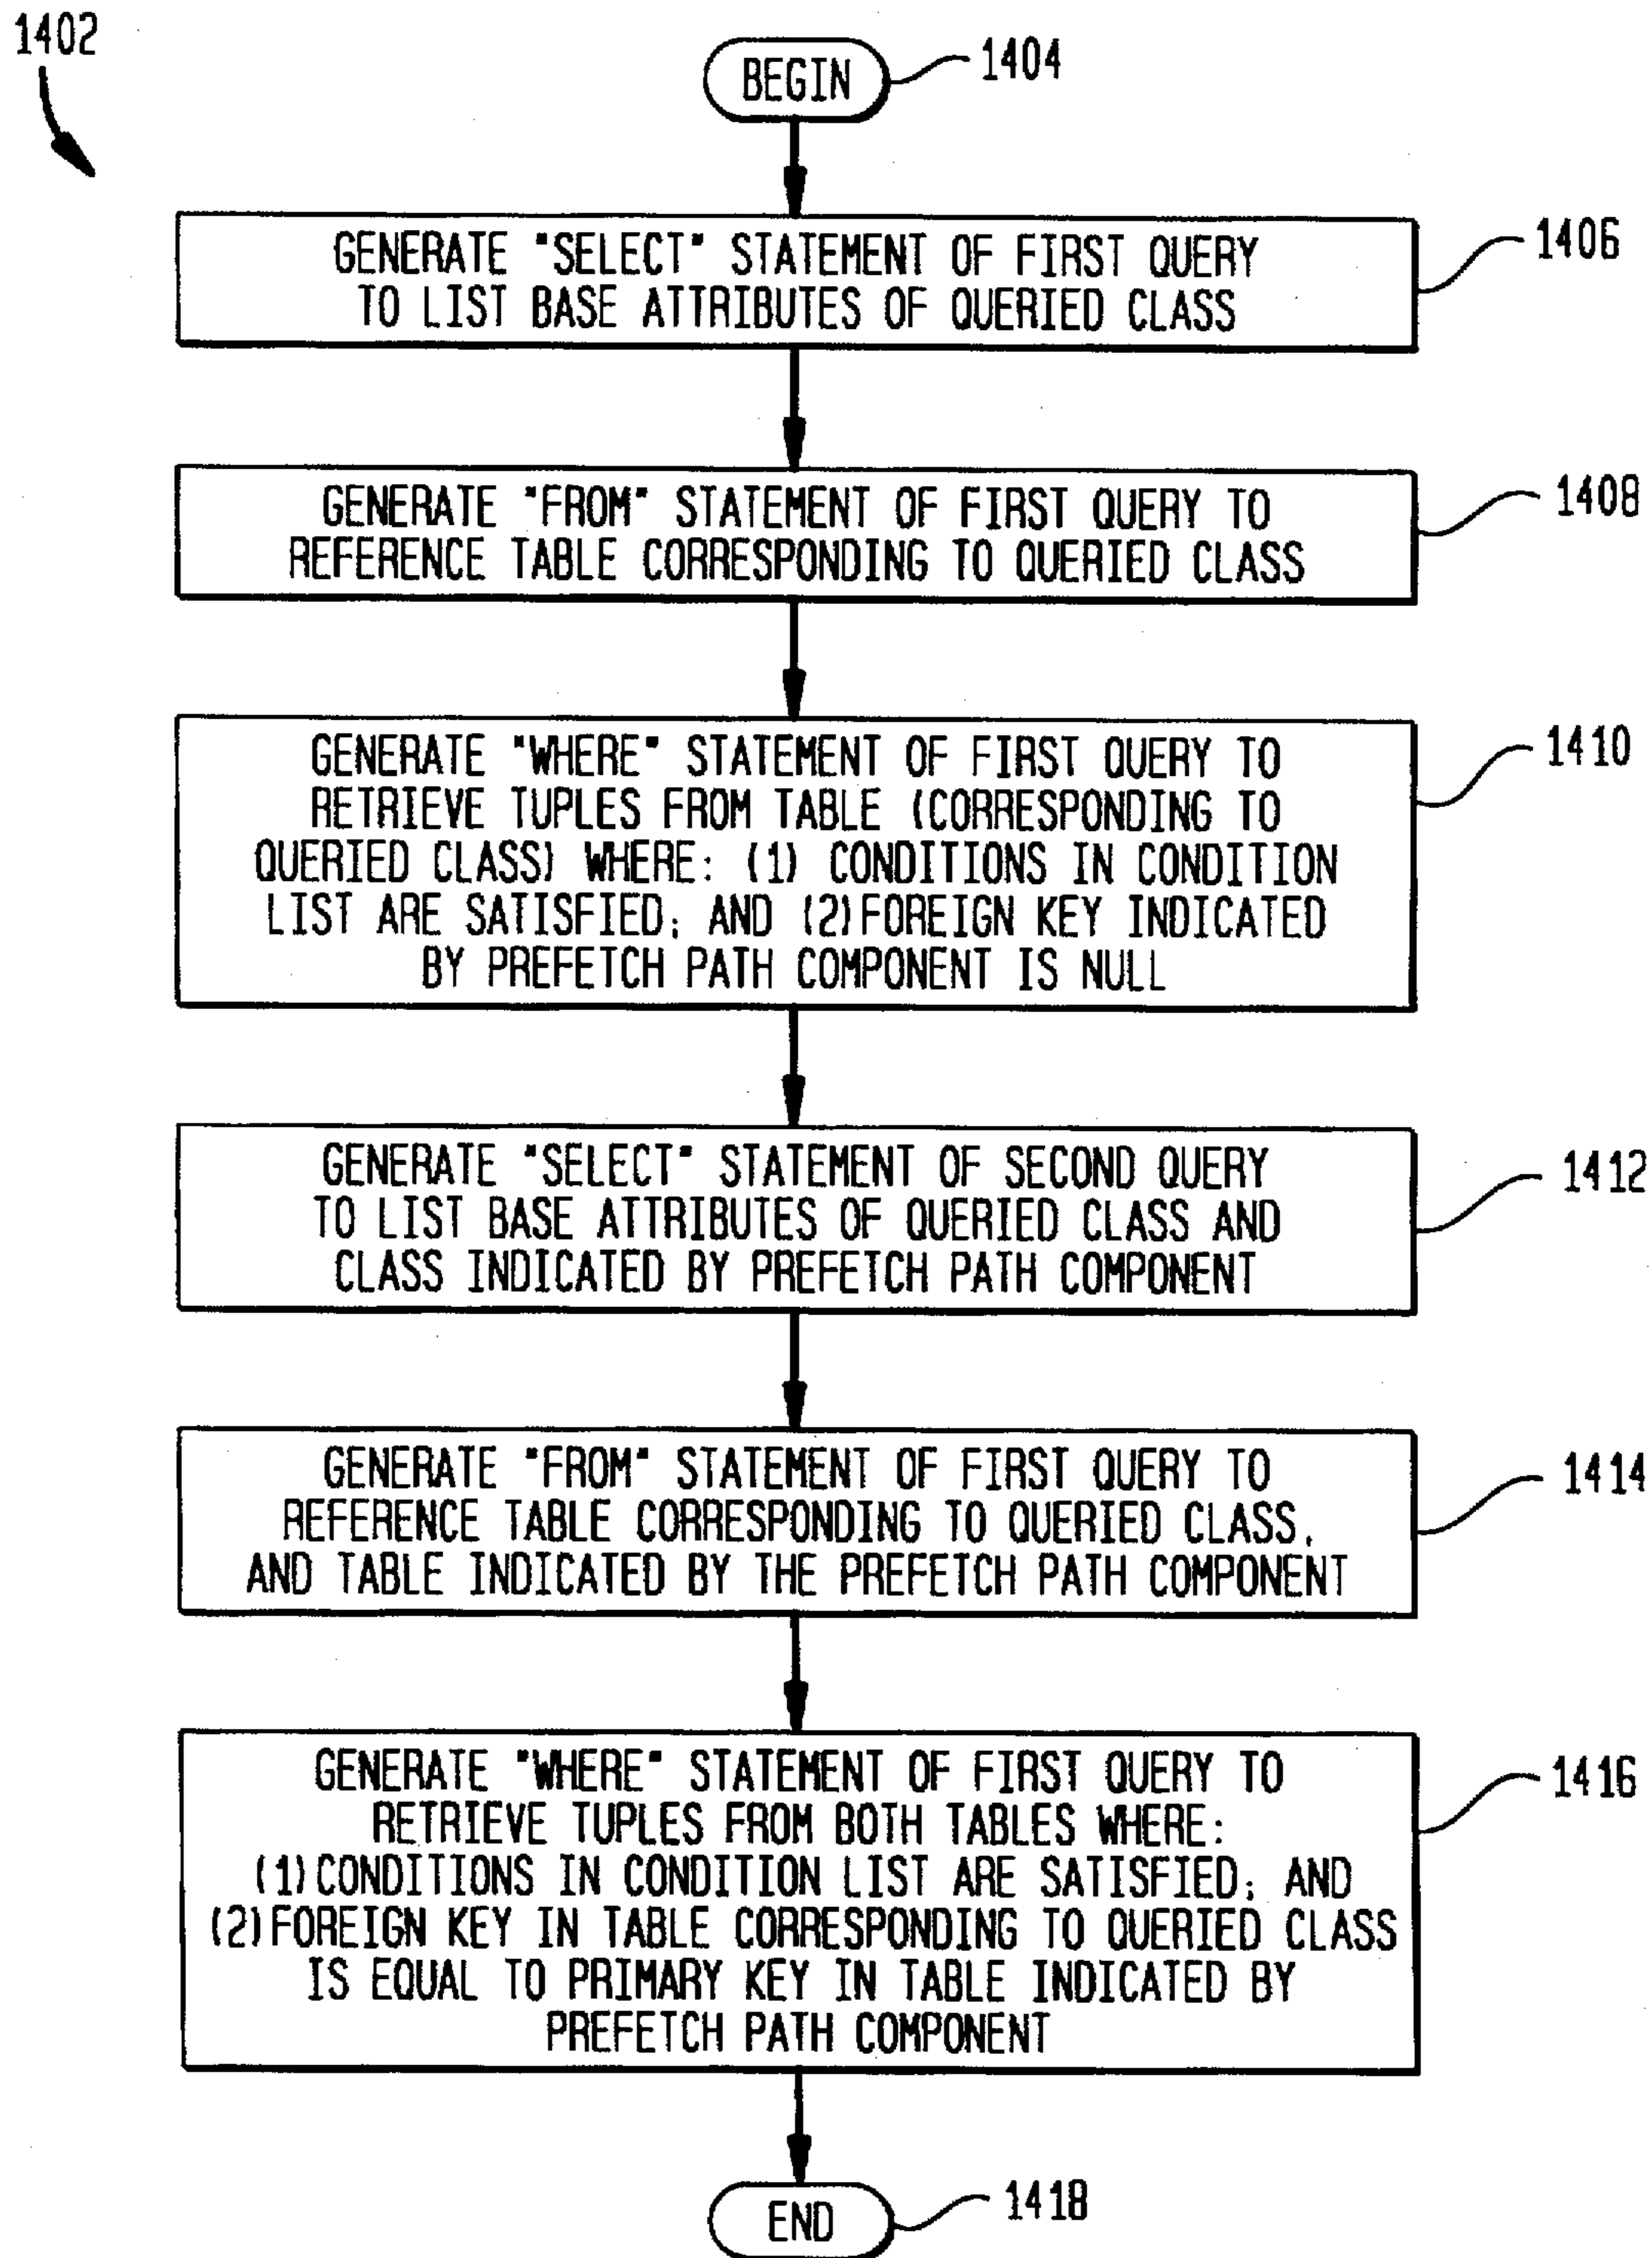 1402
BEGIN
1404
GENERATE "SELECT" STATEMENT OF FIRST QUERY
TO LIST BASE ATTRIBUTES OF QUERIED CLASS
1406
GENERATE "FROM" STATEMENT OF FIRST QUERY TO
REFERENCE TABLE CORRESPONDING TO QUERIED CLASS
1408
GENERATE "WHERE" STATEMENT OF FIRST QUERY TO
RETRIEVE TUPLES FROM TABLE (CORRESPONDING TO
QUERIED CLASS) WHERE: (1) CONDITIONS IN CONDITION
LIST ARE SATISFIED; AND (2) FOREIGN KEY INDICATED
BY PREFETCH PATH COMPONENT IS NULL
1410
GENERATE "SELECT" STATEMENT OF SECOND QUERY
TO LIST BASE ATTRIBUTES OF QUERIED CLASS AND
CLASS INDICATED BY PREFETCH PATH COMPONENT
1412
GENERATE "FROM" STATEMENT OF FIRST QUERY TO
REFERENCE TABLE CORRESPONDING TO QUERIED CLASS,
AND TABLE INDICATED BY THE PREFETCH PATH COMPONENT
1414
GENERATE "WHERE" STATEMENT OF FIRST QUERY TO
RETRIEVE TUPLES FROM BOTH TABLES WHERE:
(1) CONDITIONS IN CONDITION LIST ARE SATISFIED; AND
(2) FOREIGN KEY IN TABLE CORRESPONDING TO QUERIED CLASS
IS EQUAL TO PRIMARY KEY IN TABLE INDICATED BY
PREFETCH PATH COMPONENT
1416
END
1418